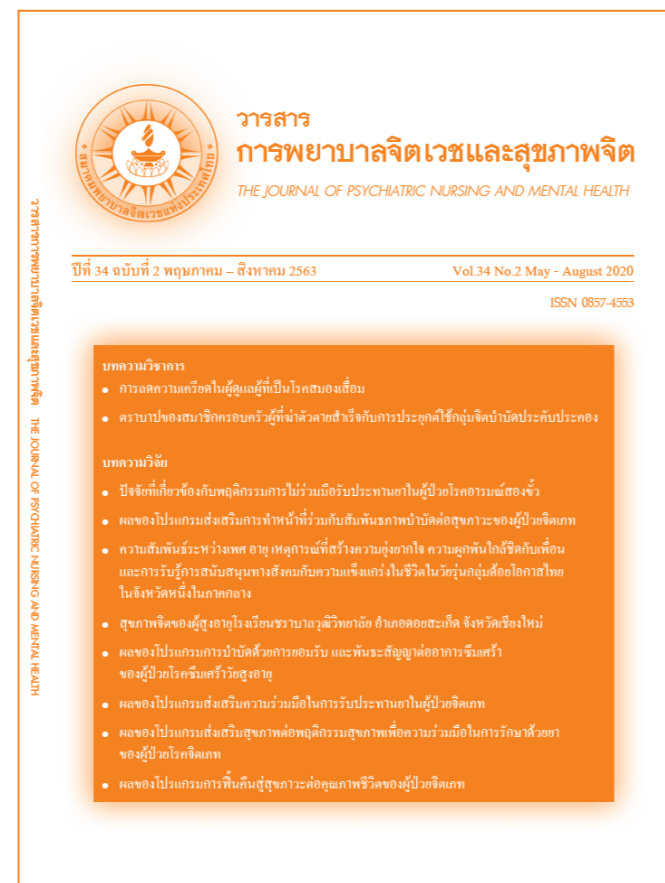 วารสาร
การพยาบาลจิตเวชและสุขภาพจิต
THE JOURNAL OF PSYCHIATRIC NURSING AND MENTAL HEALTH
สมาคมพยาบาลจิตเวชแห่งประเทศไทย
วารสารการพยาบาลจิตเวชและสุขภาพจิต THE JOURNAL OF PSYCHIATRIC NURSING AND MENTAL HEALTH
ปีที่ 34 ฉบับที่ 2 พฤษภาคม – สิงหาคม 2563 Vol.34 No.2 May - August 2020
ISSN 0857-4553
บทความวิชาการ
• การลดความเครียดในผู้ดูแลผู้ที่เป็นโรคสมองเสื่อม
• ตราบาปของสมาชิกครอบครัวผู้ที่ฆ่าตัวตายสำเร็จกับการประยุกต์ใช้กลุ่มจิตบำบัดประคับประคอง
บทความวิจัย
• ปัจจัยที่เกี่ยวข้องกับพฤติกรรมการไม่ร่วมมือรับประทานยาในผู้ป่วยโรคอารมณ์สองขั้ว
• ผลของโปรแกรมส่งเสริมการทำหน้าที่ร่วมกับสัมพันธภาพบำบัดต่อสุขภาวะของผู้ป่วยจิตเภท
• ความสัมพันธ์ระหว่างเพศ อายุ เหตุการณ์ที่สร้างความยุ่งยากใจ ความผูกพันใกล้ชิดกับเพื่อน
และการรับรู้การสนับสนุนทางสังคมกับความแข็งแกร่งในชีวิตในวัยรุ่นกลุ่มด้อยโอกาสไทย
ในจังหวัดหนึ่งในภาคกลาง
• สุขภาพจิตของผู้สูงอายุโรงเรียนชราบาลวุฒิวิทยาลัย อำเภอดอยสะเก็ด จังหวัดเชียงใหม่
• ผลของโปรแกรมการบำบัดด้วยการยอมรับ และพันธะสัญญาต่ออาการซึมเศร้า
ของผู้ป่วยโรคซึมเศร้าวัยสูงอายุ
• ผลของโปรแกรมส่งเสริมความร่วมมือในการรับประทานยาในผู้ป่วยจิตเภท
• ผลของโปรแกรมส่งเสริมสุขภาพต่อพฤติกรรมสุขภาพเพื่อความร่วมมือในการรักษาด้วยยา
ของผู้ป่วยโรคจิตเภท
• ผลของโปรแกรมการฟื้นคืนสู่สุขภาวะต่อคุณภาพชีวิตของผู้ป่วยจิตเภท